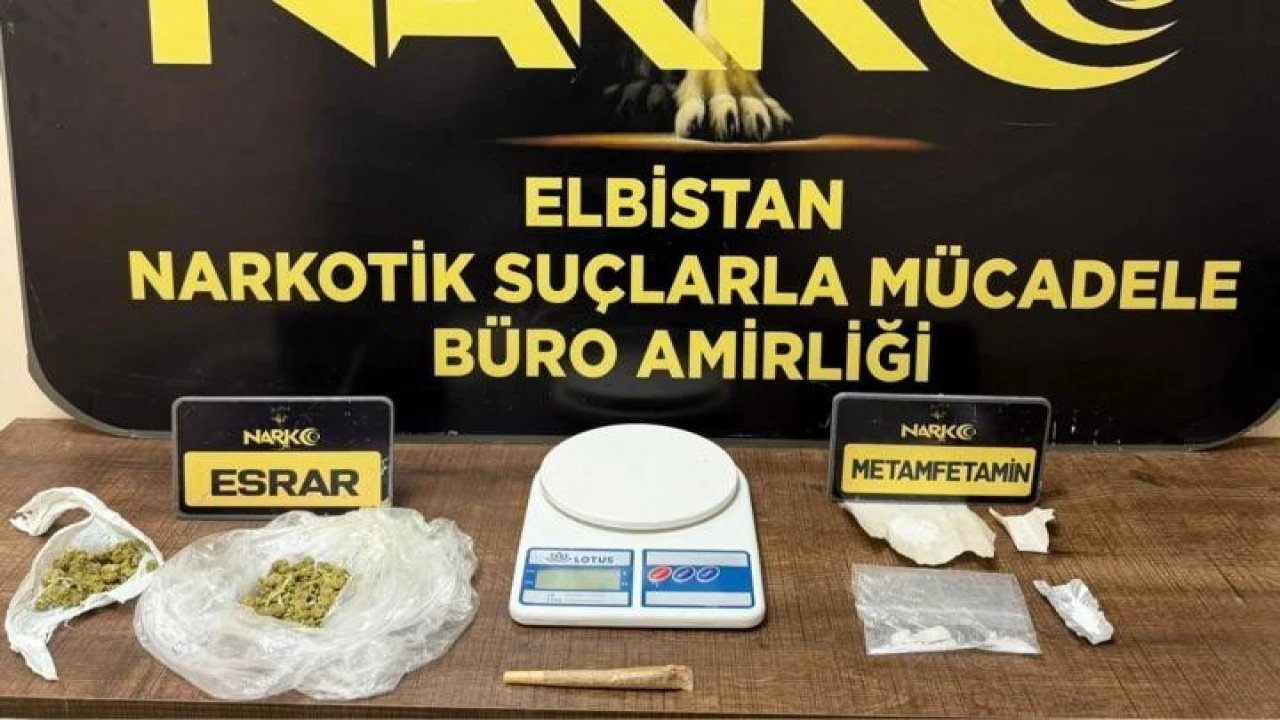 NARKO
ELBİSTAN
NARKOTİK SUÇLARLA MÜCADELE
BÜRO AMİRLİĞİ
NARKO
ESRAR
NARKO
METAMFETAMİN
LOTUS